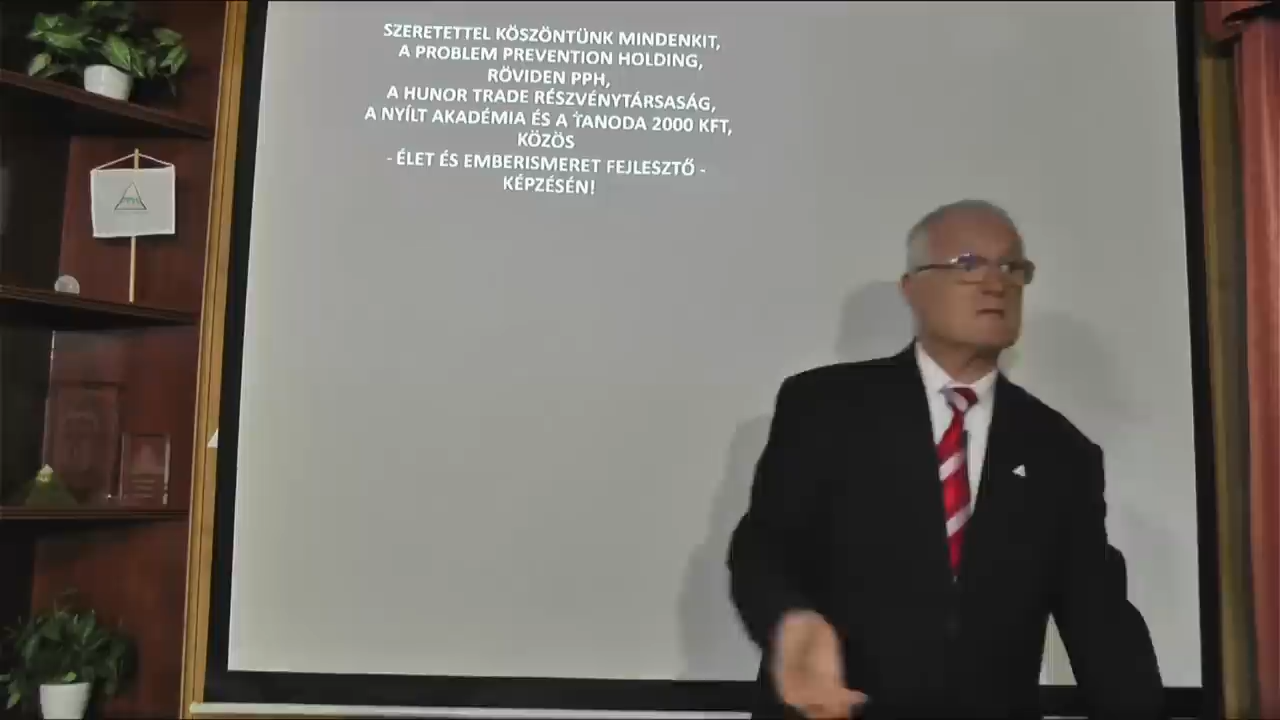 SZERETETTEL KÖSZÖNTÜNK MINDENKIT,
A PROBLEM PREVENTION HOLDING,
RÖVIDEN PPH,
A HUNOR TRADE RÉSZVÉNYTÁRSASÁG,
A NYÍLT AKADÉMIA ÉS A TANODA 2000 KFT,
KÖZÖS
- ÉLET ÉS EMBERISMERET FEJLESZTŐ -
KÉPZÉSÉN!